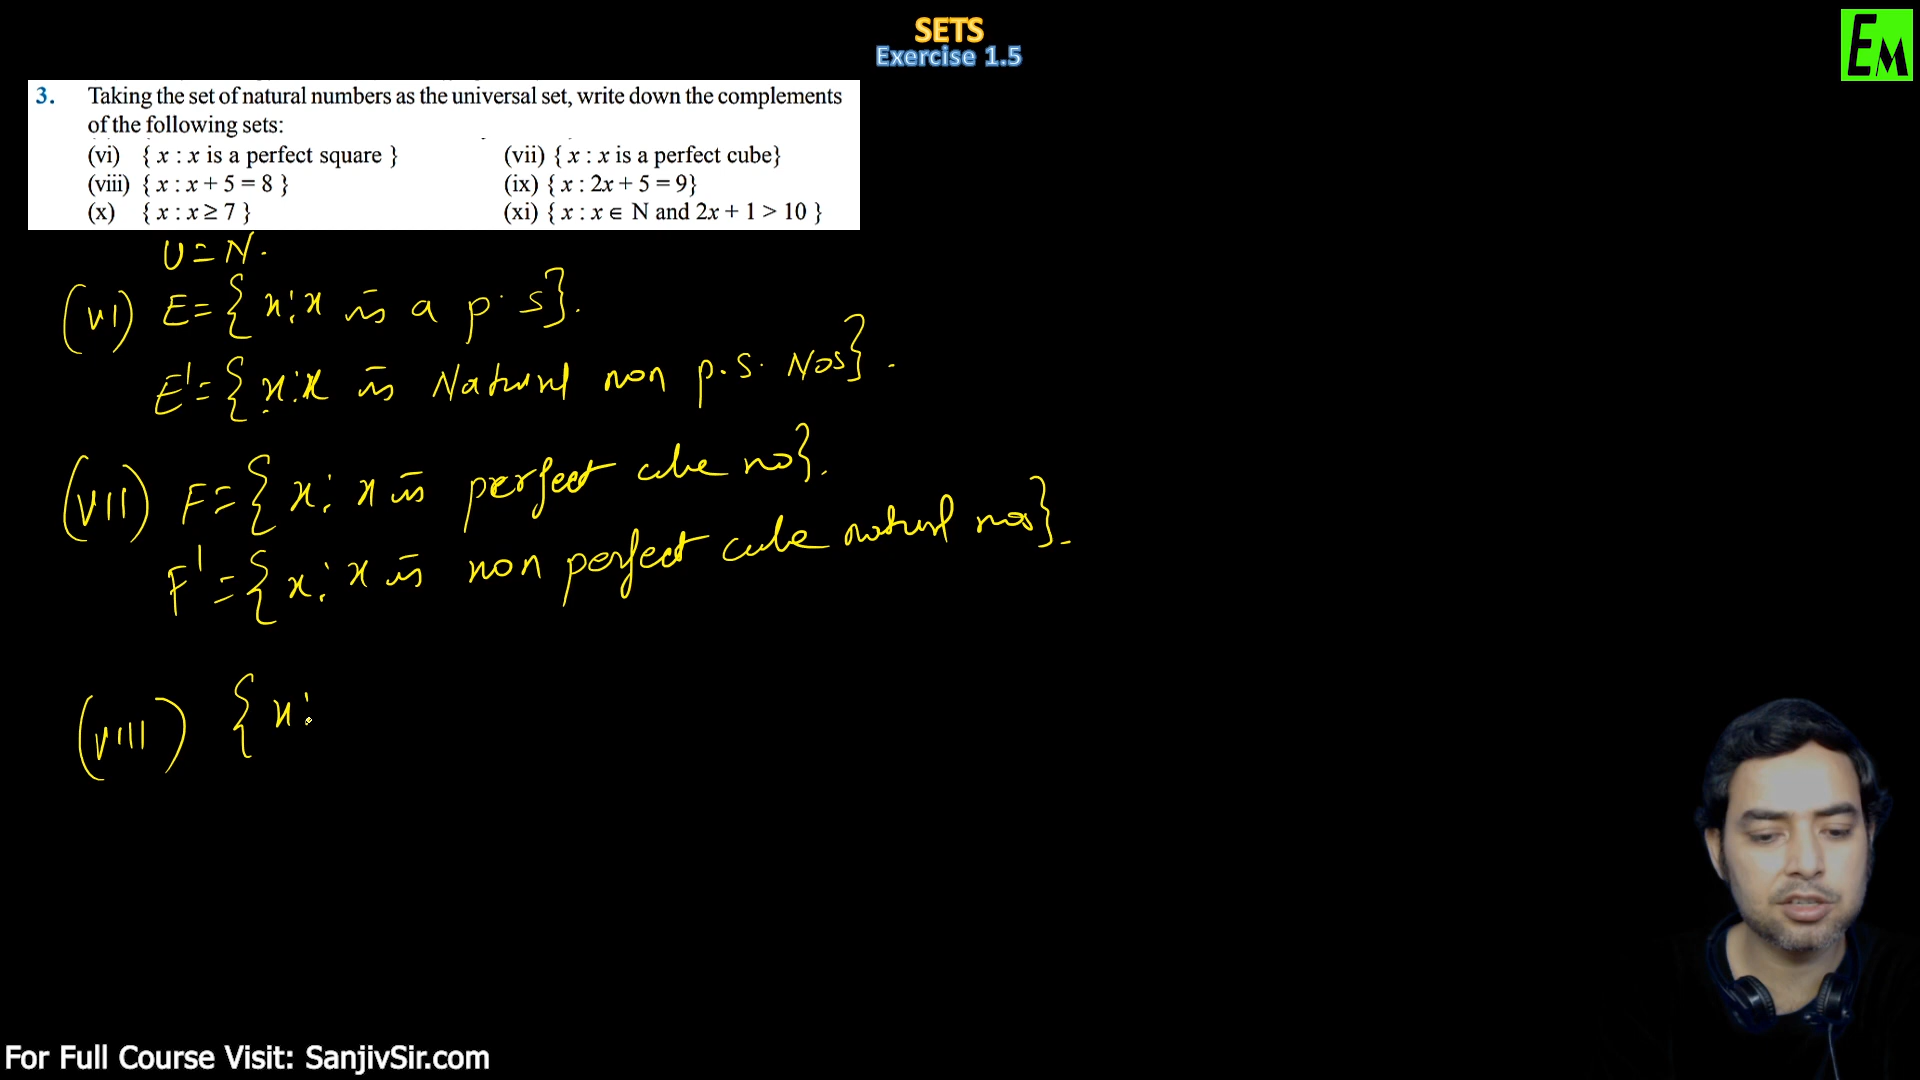 SETS
Exercise 1.5
EM
3. Taking the set of natural numbers as the universal set, write down the complements
of the following sets:
(vi) { x : x is a perfect square } (vii) { x : x is a perfect cube}
(viii) { x : x + 5 = 8 } (ix) { x : 2x + 5 = 9}
(x) { x : x ≥ 7 } (xi) { x : x ∈ N and 2x + 1 > 10 }
U = N.
(VI) E = { x : x is a p. s }.
E' = { x : x is Natural non p.s. Nos }.
(VII) F = { x : x is perfect cube no }.
F' = { x : x is non perfect cube natural nos }.
(VIII) { x :
For Full Course Visit: SanjivSir.com